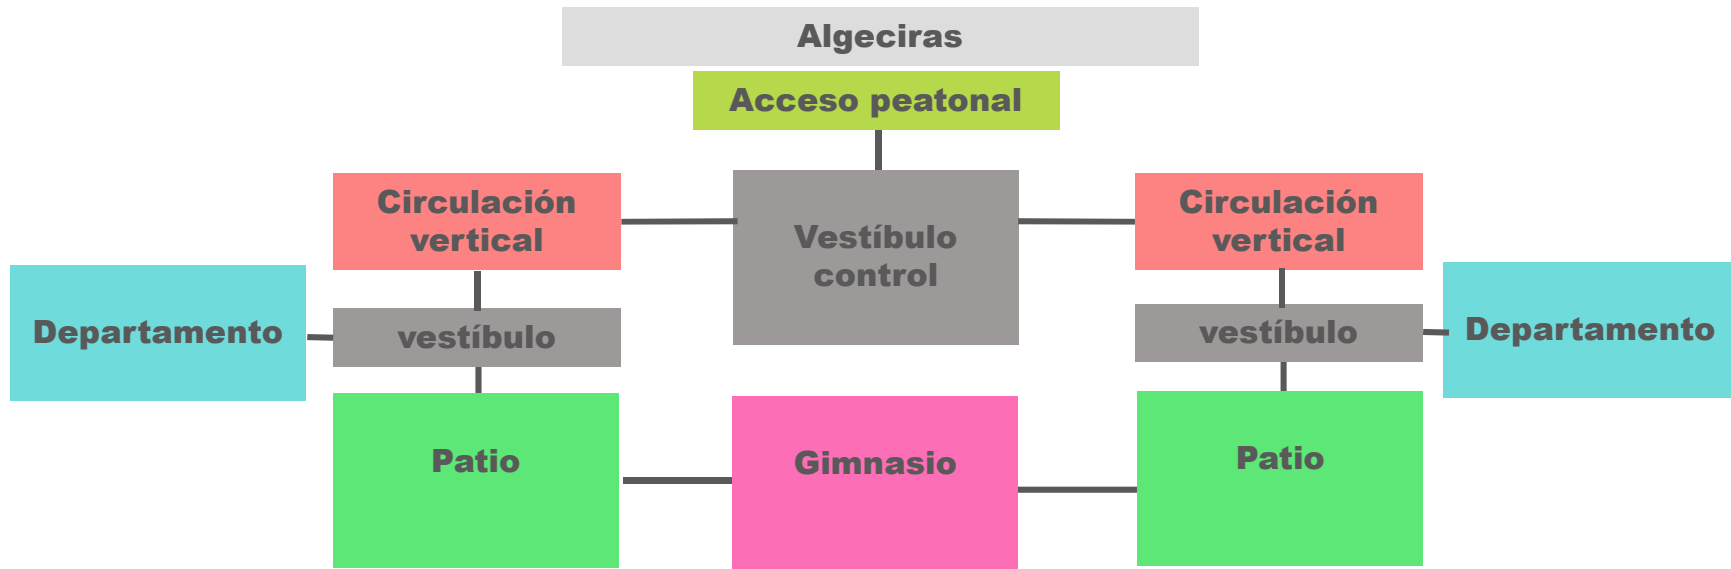 Algeciras
Acceso peatonal
Circulación
vertical
Vestíbulo
control
Circulación
vertical
Departamento
vestíbulo
vestíbulo
Departamento
Patio
Gimnasio
Patio